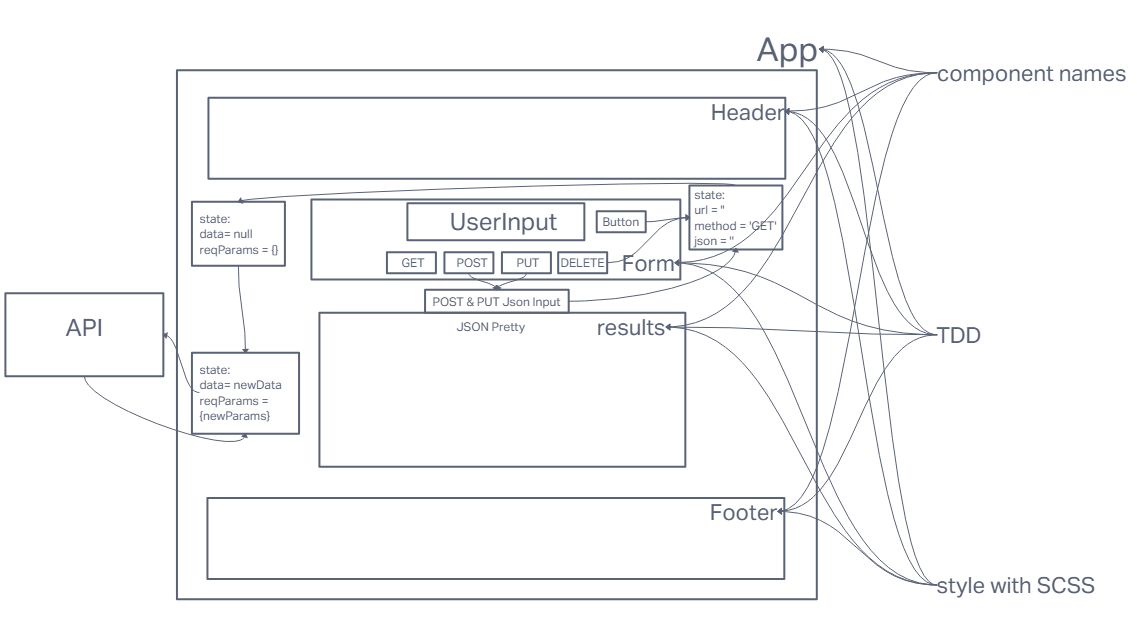 App
component names
Header
state:
url = ''
method = 'GET'
json = ''
state:
data= null
reqParams = {}
UserInput
Button
GET
POST
PUT
DELETE
Form
POST & PUT Json Input
API
JSON Pretty
results
TDD
state:
data= newData
reqParams =
{newParams}
Footer
style with SCSS